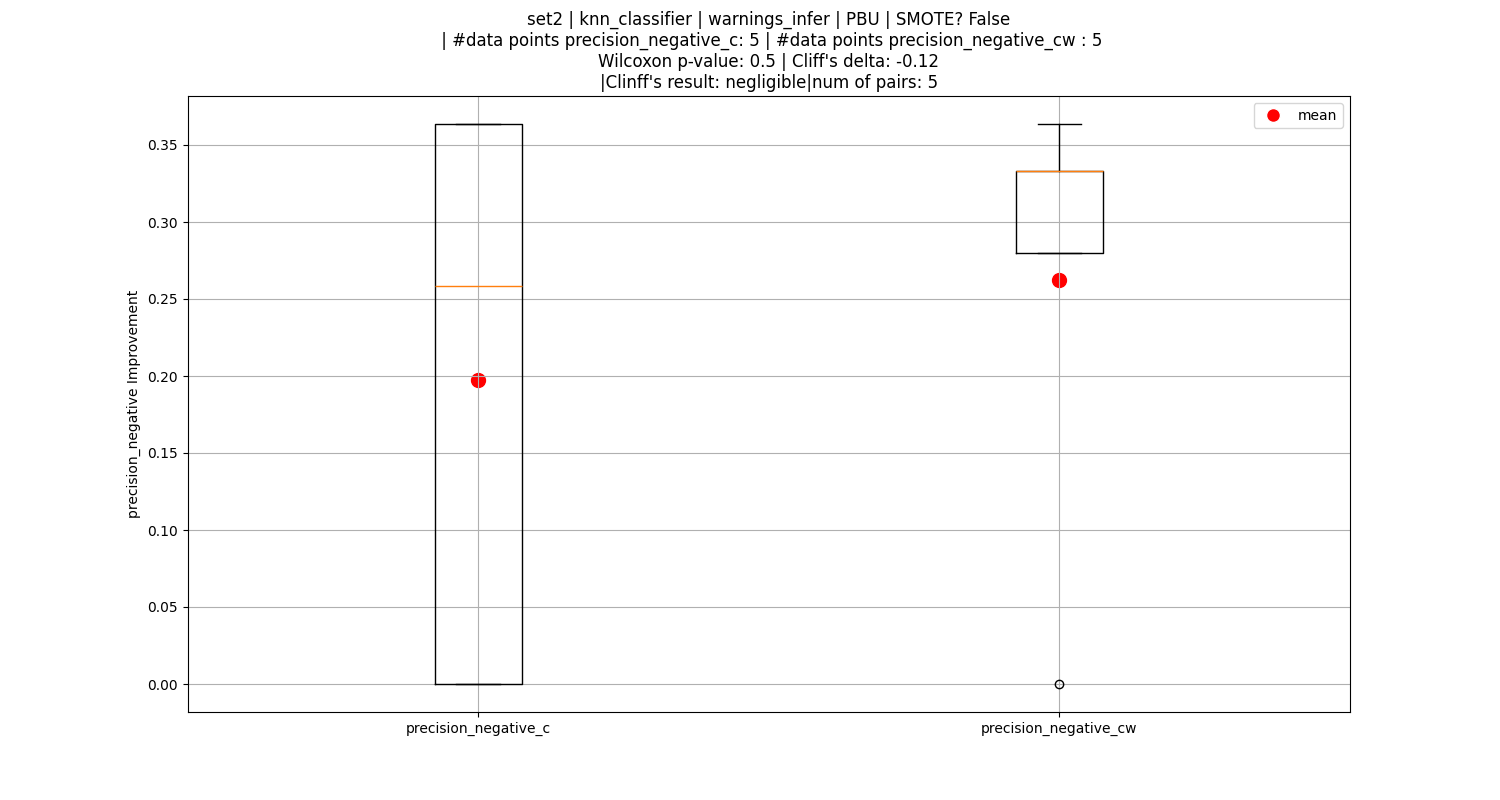 set2 | knn_classifier | warnings_infer | PBU | SMOTE? False
| #data points precision_negative_c: 5 | #data points precision_negative_cw : 5
Wilcoxon p-value: 0.5 | Cliff's delta: -0.12
|Clinff's result: negligible|num of pairs: 5
mean
precision_negative Improvement
0.35
0.30
0.25
0.20
0.15
0.10
0.05
0.00
precision_negative_c
precision_negative_cw